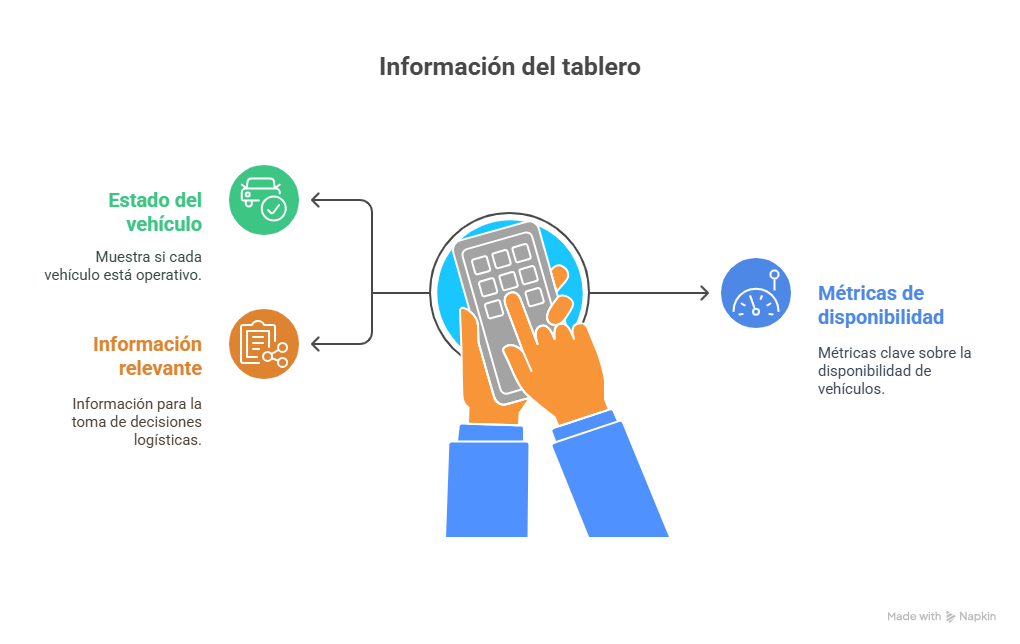 Información del tablero
Estado del
vehículo
Muestra si cada
vehículo está operativo.
Información
relevante
Información para la
toma de decisiones
logísticas.
Métricas de
disponibilidad
Métricas clave sobre la
disponibilidad de
vehículos.
Made with Napkin